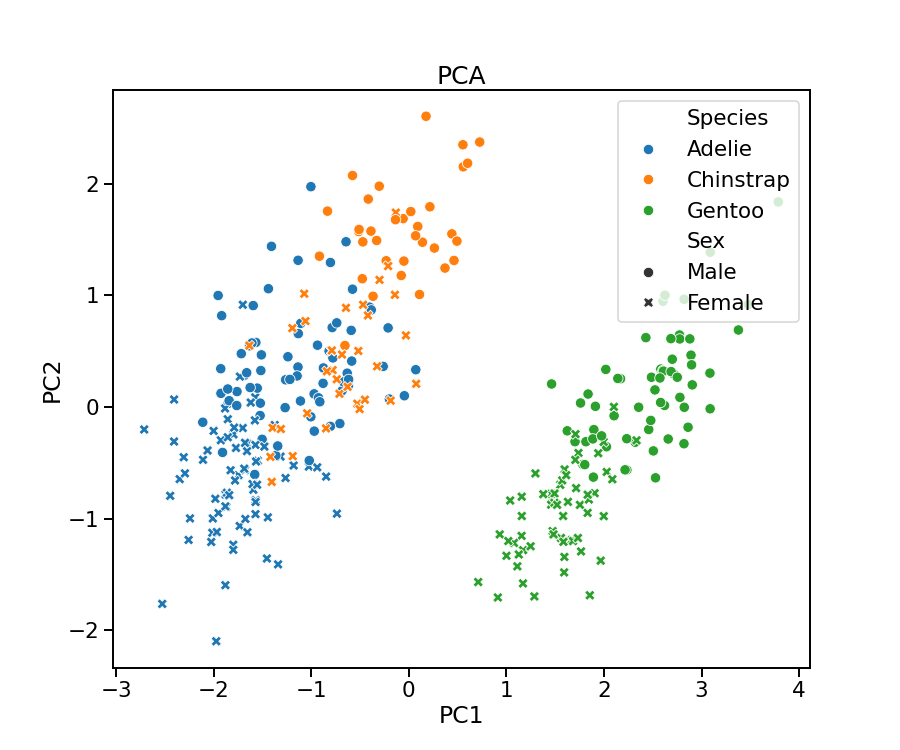 PCA
Species
Adelie
Chinstrap
Gentoo
Sex
Male
Female
2
1
0
−1
−2
PC2
−3
−2
−1
0
1
2
3
4
PC1